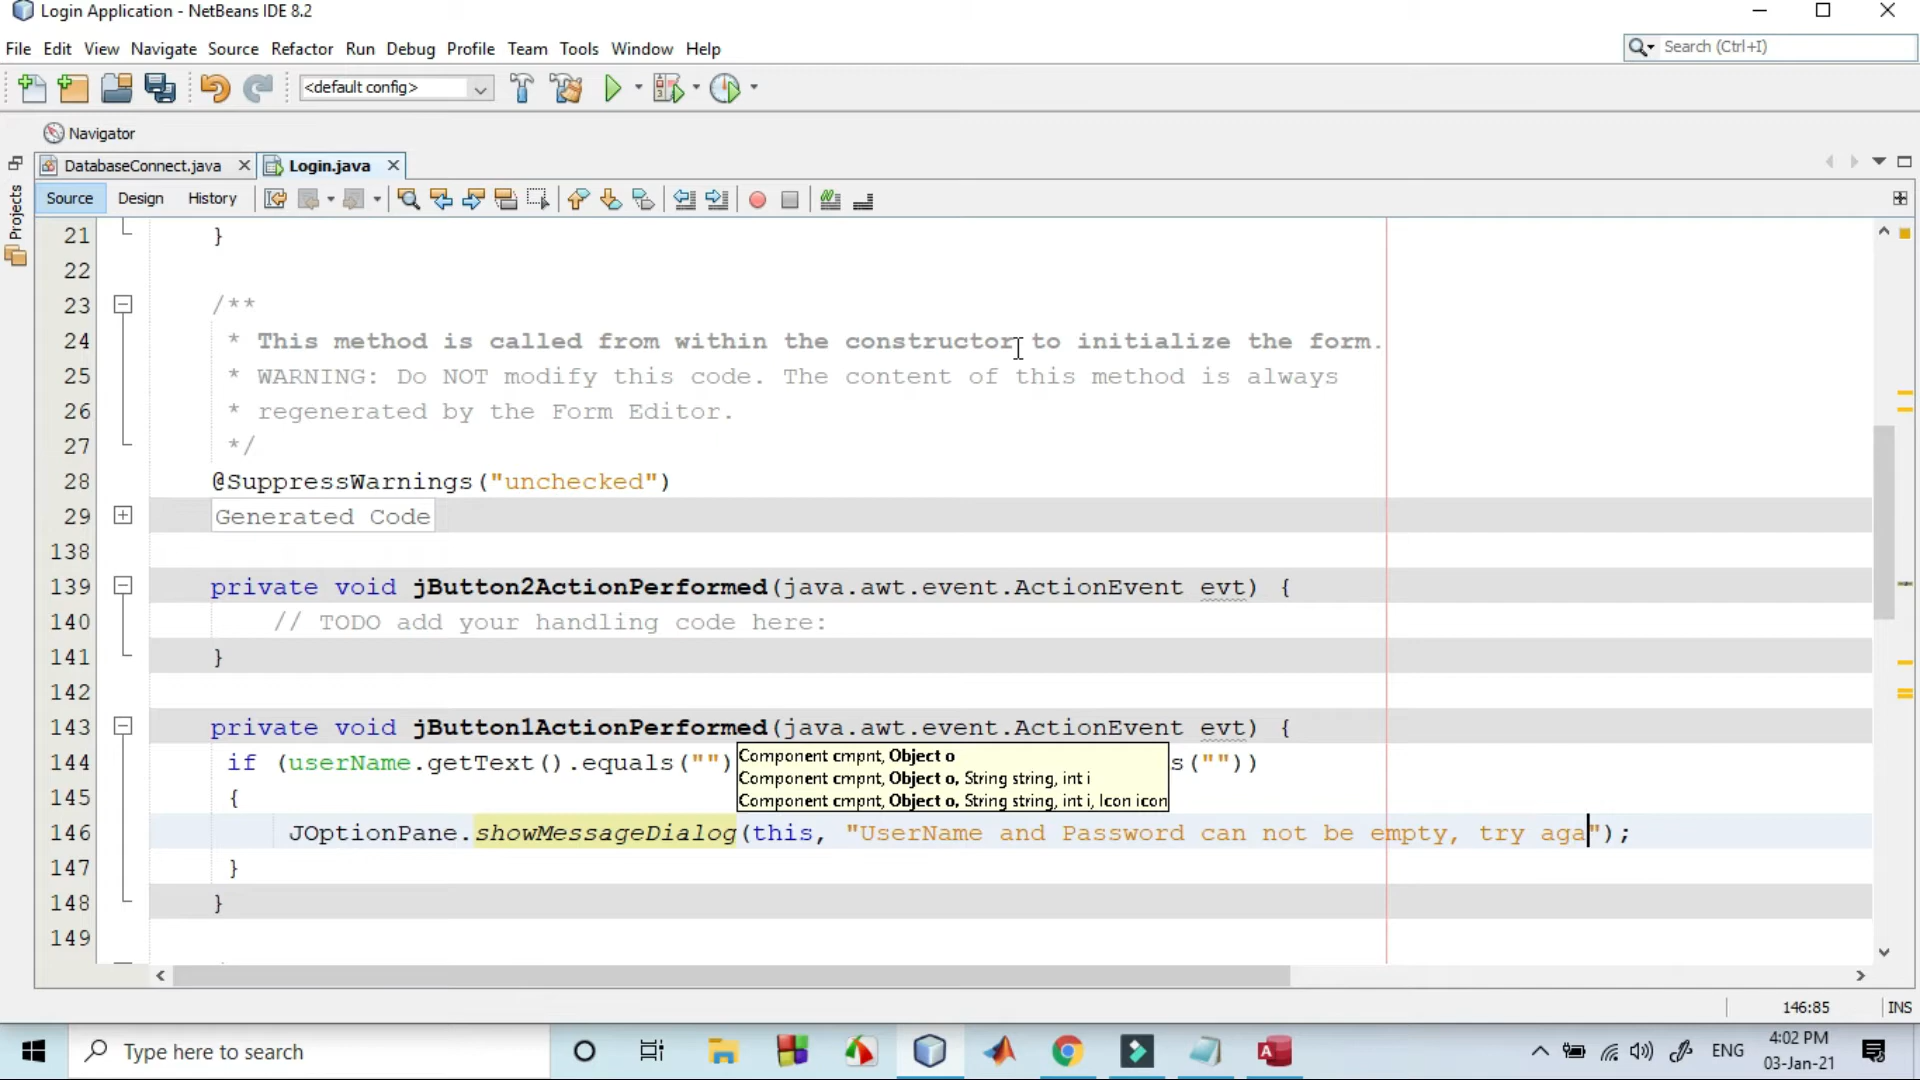 Login Application - NetBeans IDE 8.2
File Edit View Navigate Source Refactor Run Debug Profile Team Tools Window Help
Search (Ctrl+I)
<default config>
Navigator
Projects
DatabaseConnect.java
Login.java
Source Design History
21 }
22
23 /**
24 * This method is called from within the constructor to initialize the form.
25 * WARNING: Do NOT modify this code. The content of this method is always
26 * regenerated by the Form Editor.
27 */
28 @SuppressWarnings("unchecked")
29 Generated Code
138
139 private void jButton2ActionPerformed(java.awt.event.ActionEvent evt) {
140 // TODO add your handling code here:
141 }
142
143 private void jButton1ActionPerformed(java.awt.event.ActionEvent evt) {
Component cmpnt, Object o
144 if (userName.getText().equals("") s(""))
Component cmpnt, Object o, String string, int i
145 {
Component cmpnt, Object o, String string, int i, Icon icon
146 JOptionPane.showMessageDialog(this, "UserName and Password can not be empty, try aga");
147 }
148 }
149
146:85 INS
Type here to search
ENG
4:02 PM
03-Jan-21